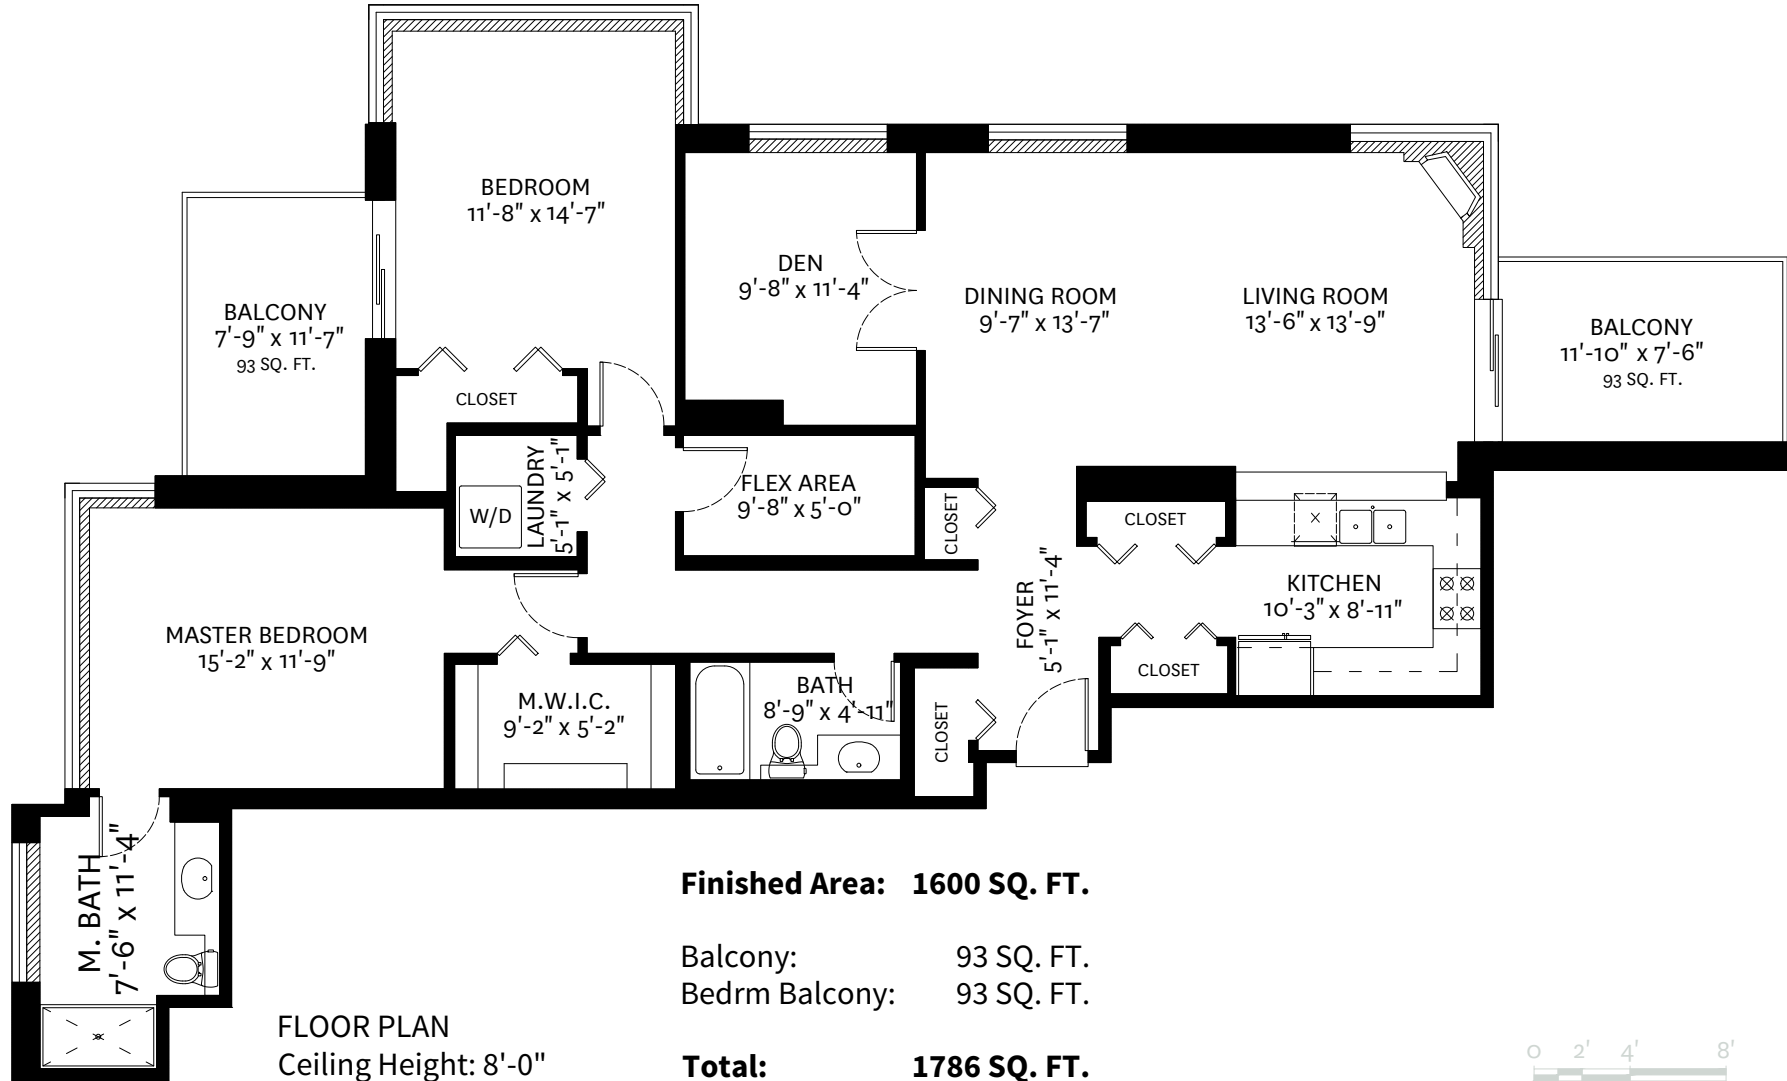 BEDROOM
11'-8" x 14'-7"
DEN
9'-8" x 11'-4"
DINING ROOM
9'-7" x 13'-7"
LIVING ROOM
13'-6" x 13'-9"
BALCONY
7'-9" x 11'-7"
93 SQ. FT.
BALCONY
11'-10" x 7'-6"
93 SQ. FT.
CLOSET
LAUNDRY
5'-1" x 5'-1"
W/D
FLEX AREA
9'-8" x 5'-0"
CLOSET
CLOSET
FOYER
5'-1" x 11'-4"
KITCHEN
10'-3" x 8'-11"
CLOSET
MASTER BEDROOM
15'-2" x 11'-9"
M.W.I.C.
9'-2" x 5'-2"
BATH
8'-9" x 4'-11"
CLOSET
M. BATH
7'-6" x 11'-4"
Finished Area: 1600 SQ. FT.
Balcony: 93 SQ. FT.
Bedrm Balcony: 93 SQ. FT.
Total: 1786 SQ. FT.
FLOOR PLAN
Ceiling Height: 8'-0"
0 2' 4' 8'